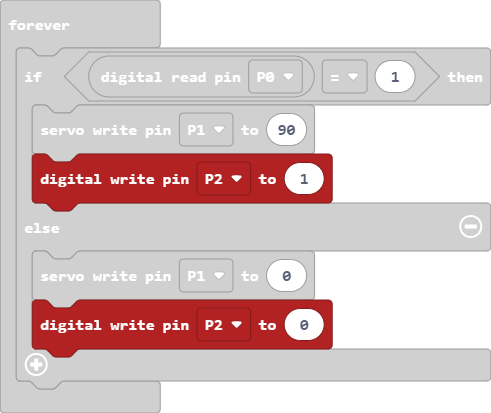 forever
if digital read pin P0 = 1 then
servo write pin P1 to 90
digital write pin P2 to 1
else
servo write pin P1 to 0
digital write pin P2 to 0